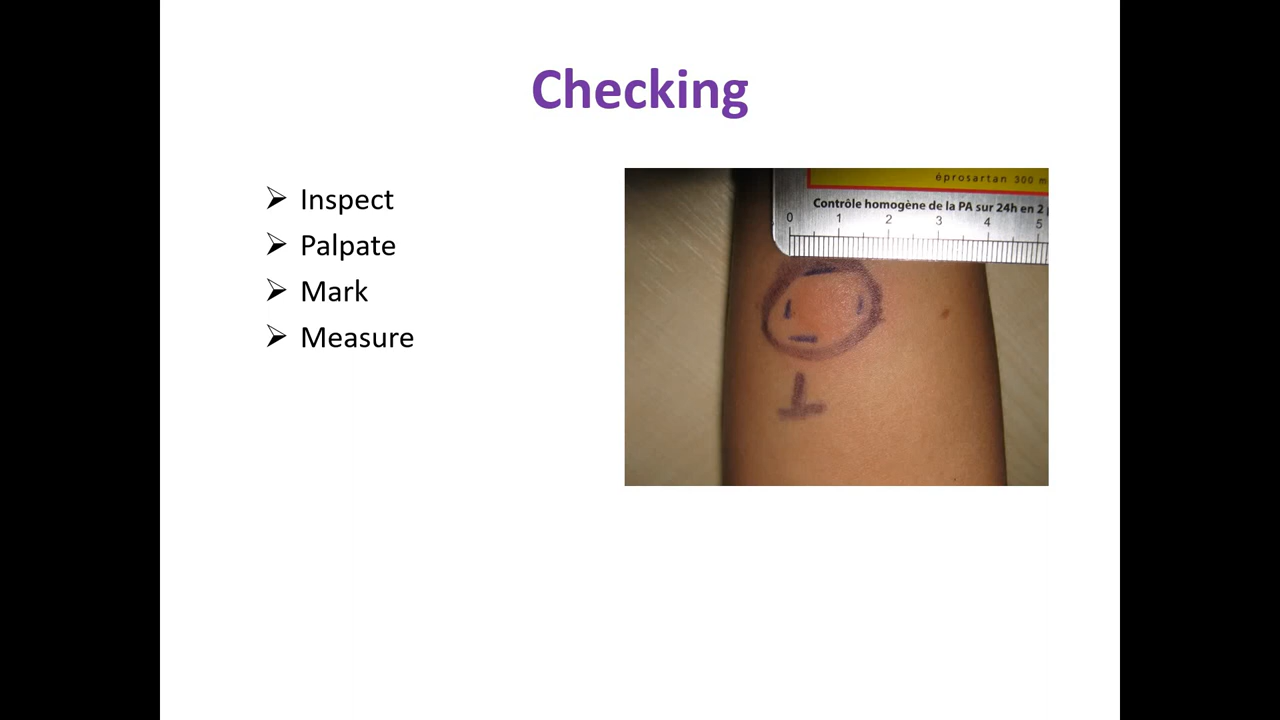 Checking
➢ Inspect
➢ Palpate
➢ Mark
➢ Measure
éprosartan 300 m
Contrôle homogène de la PA sur 24h en 2
0 1 2 3 4 5